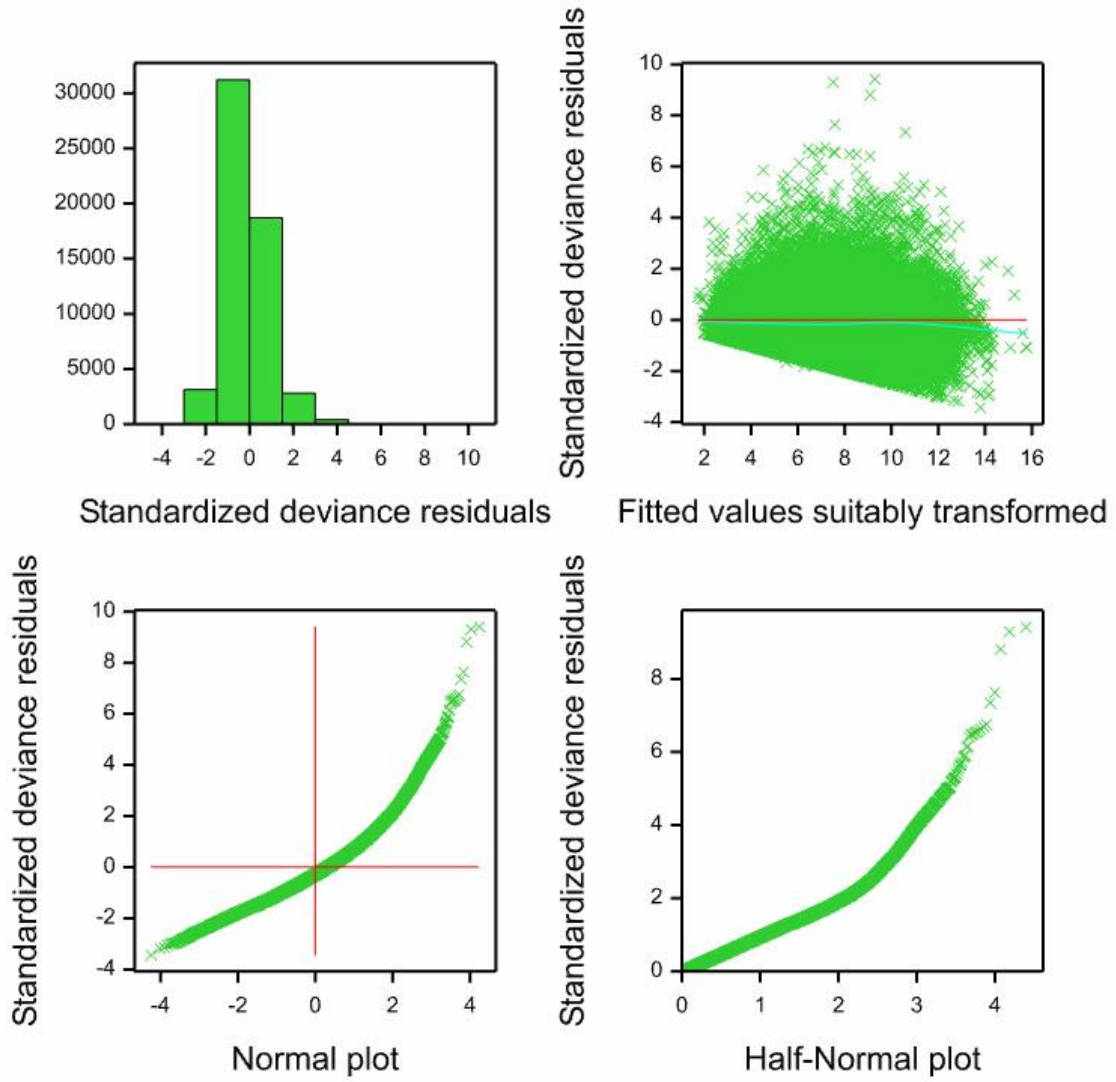 Standardized deviance residuals
30000
25000
20000
15000
10000
5000
0
-4 -2 0 2 4 6 8 10
Standardized deviance residuals
10
8
6
4
2
0
-2
-4
2 4 6 8 10 12 14 16
Fitted values suitably transformed
Standardized deviance residuals
10
8
6
4
2
0
-2
-4
-4 -2 0 2 4
Normal plot
Standardized deviance residuals
8
6
4
2
0
0 1 2 3 4
Half-Normal plot